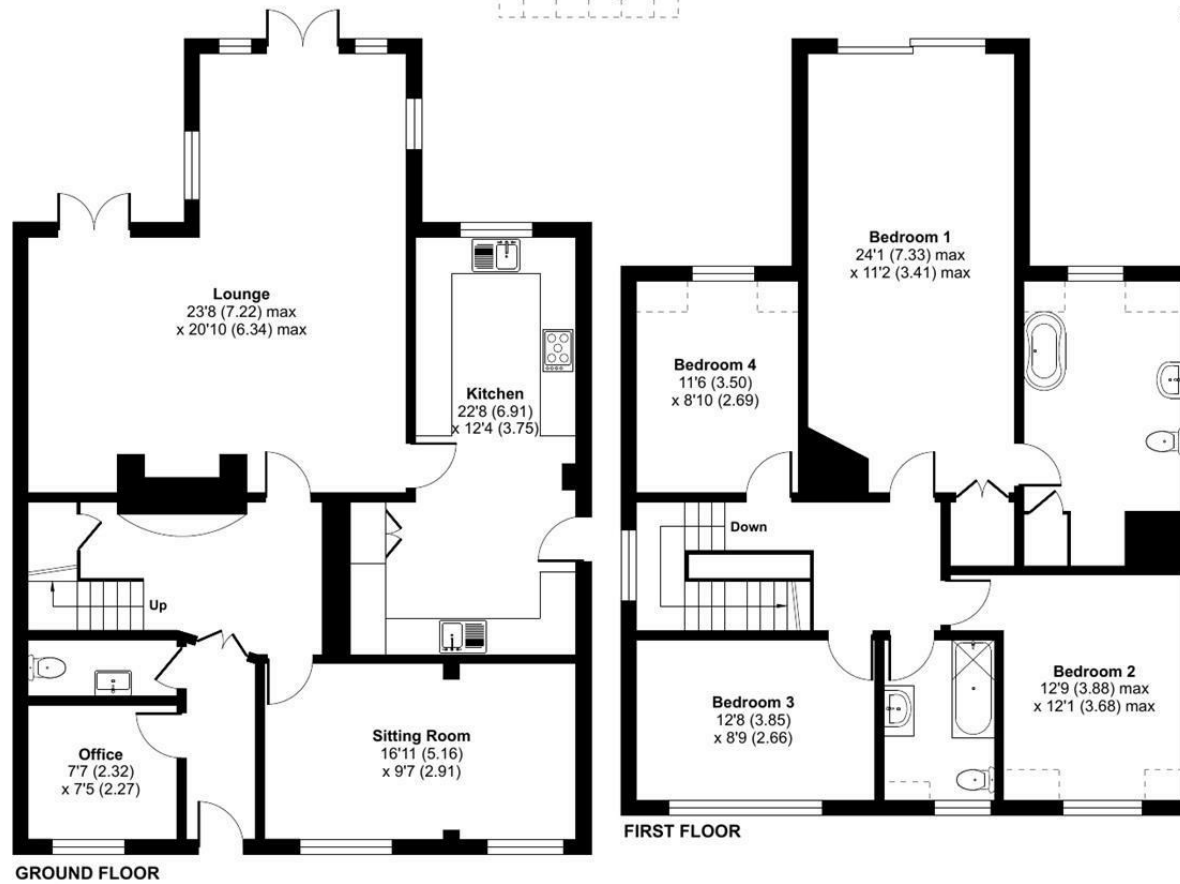 Lounge
23'8 (7.22) max
x 20'10 (6.34) max
Kitchen
22'8 (6.91)
x 12'4 (3.75)
Up
Office
7'7 (2.32)
x 7'5 (2.27)
Sitting Room
16'11 (5.16)
x 9'7 (2.91)
GROUND FLOOR
Bedroom 1
24'1 (7.33) max
x 11'2 (3.41) max
Bedroom 4
11'6 (3.50)
x 8'10 (2.69)
Down
Bedroom 3
12'8 (3.85)
x 8'9 (2.66)
Bedroom 2
12'9 (3.88) max
x 12'1 (3.68) max
FIRST FLOOR